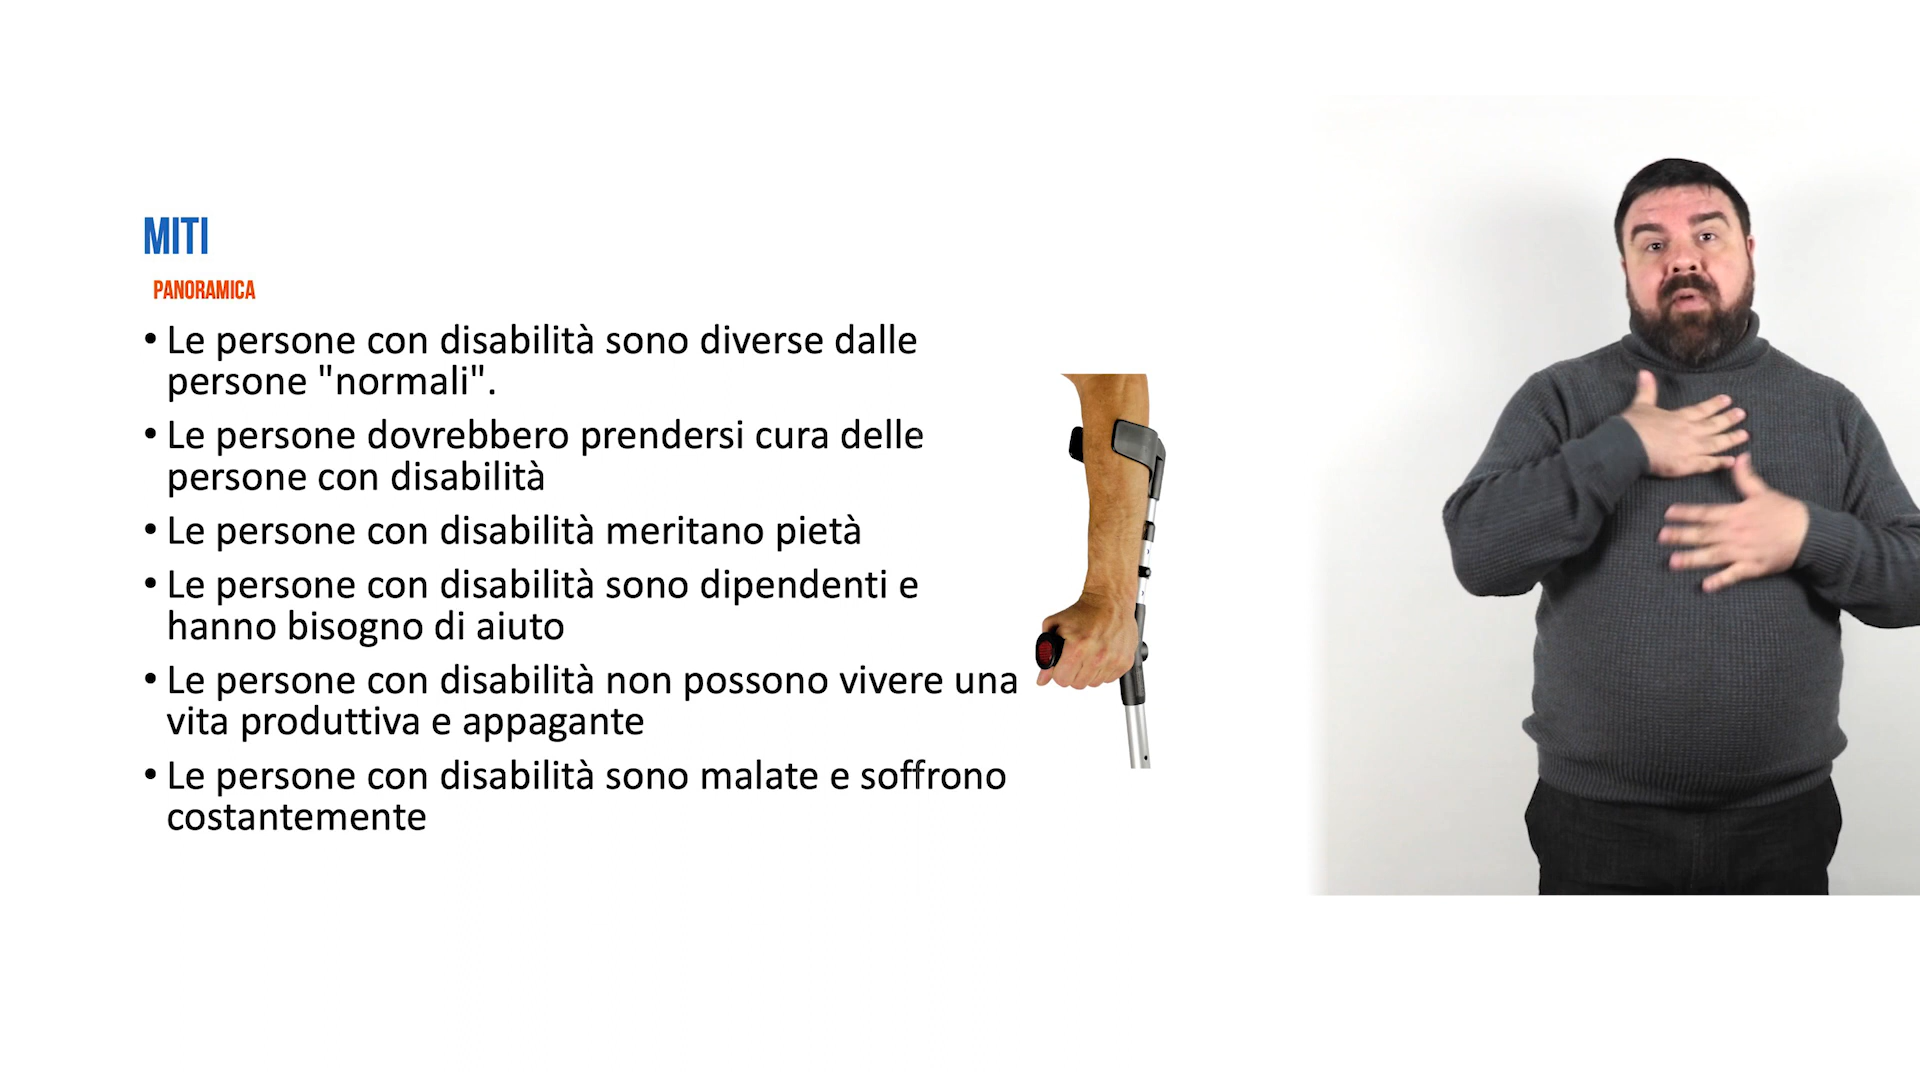 MITI
PANORAMICA
• Le persone con disabilità sono diverse dalle
persone "normali".
• Le persone dovrebbero prendersi cura delle
persone con disabilità
• Le persone con disabilità meritano pietà
• Le persone con disabilità sono dipendenti e
hanno bisogno di aiuto
• Le persone con disabilità non possono vivere una
vita produttiva e appagante
• Le persone con disabilità sono malate e soffrono
costantemente